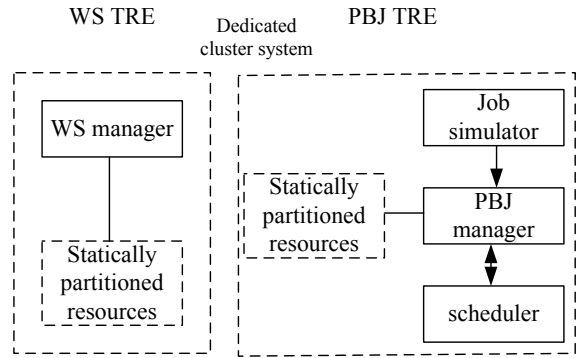 WS TRE
Dedicated
cluster system
PBJ TRE
WS manager
Statically
partitioned
resources
Job
simulator
Statically
partitioned
resources
PBJ
manager
scheduler